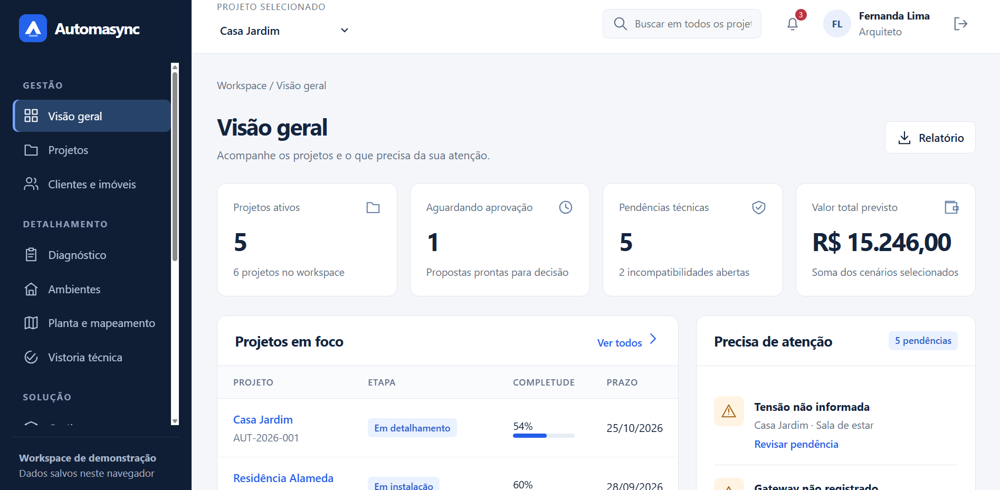 Automasync
GESTÃO
Visão geral
Projetos
Clientes e imóveis
DETALHAMENTO
Diagnóstico
Ambientes
Planta e mapeamento
Vistoria técnica
SOLUÇÃO
Workspace de demonstração
Dados salvos neste navegador
PROJETO SELECIONADO
Casa Jardim
Buscar em todos os proje
3
FL
Fernanda Lima
Arquiteto
Workspace / Visão geral
Visão geral
Acompanhe os projetos e o que precisa da sua atenção.
Relatório
Projetos ativos
5
6 projetos no workspace
Aguardando aprovação
1
Propostas prontas para decisão
Pendências técnicas
5
2 incompatibilidades abertas
Valor total previsto
R$ 15.246,00
Soma dos cenários selecionados
Projetos em foco
Ver todos
PROJETO ETAPA COMPLETUDE PRAZO
Casa Jardim
AUT-2026-001
Em detalhamento
54%
25/10/2026
Residência Alameda
Em instalação
60%
28/09/2026
Precisa de atenção
5 pendências
Tensão não informada
Casa Jardim · Sala de estar
Revisar pendência
Gateway não registrado